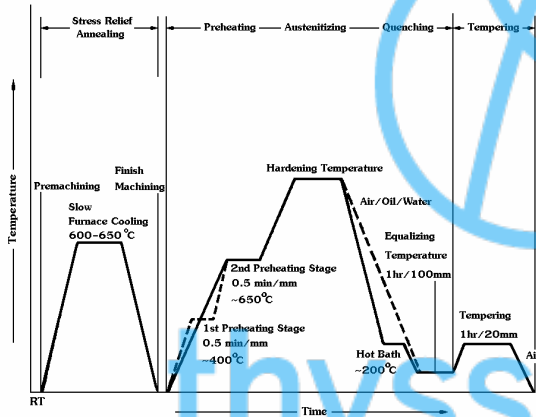 Stress Relief
Annealing
Preheating
Austenitizing
Quenching
Tempering
Temperature
Premachining
Finish
Machining
Slow
Furnace Cooling
600-650°C
Hardening Temperature
Air/Oil/Water
Equalizing
Temperature
1hr/100mm
2nd Preheating Stage
0.5 min/mm
~650°C
1st Preheating Stage
0.5 min/mm
~400°C
Hot Bath
~200°C
Tempering
1hr/20mm
Ai
RT
Time
thyss